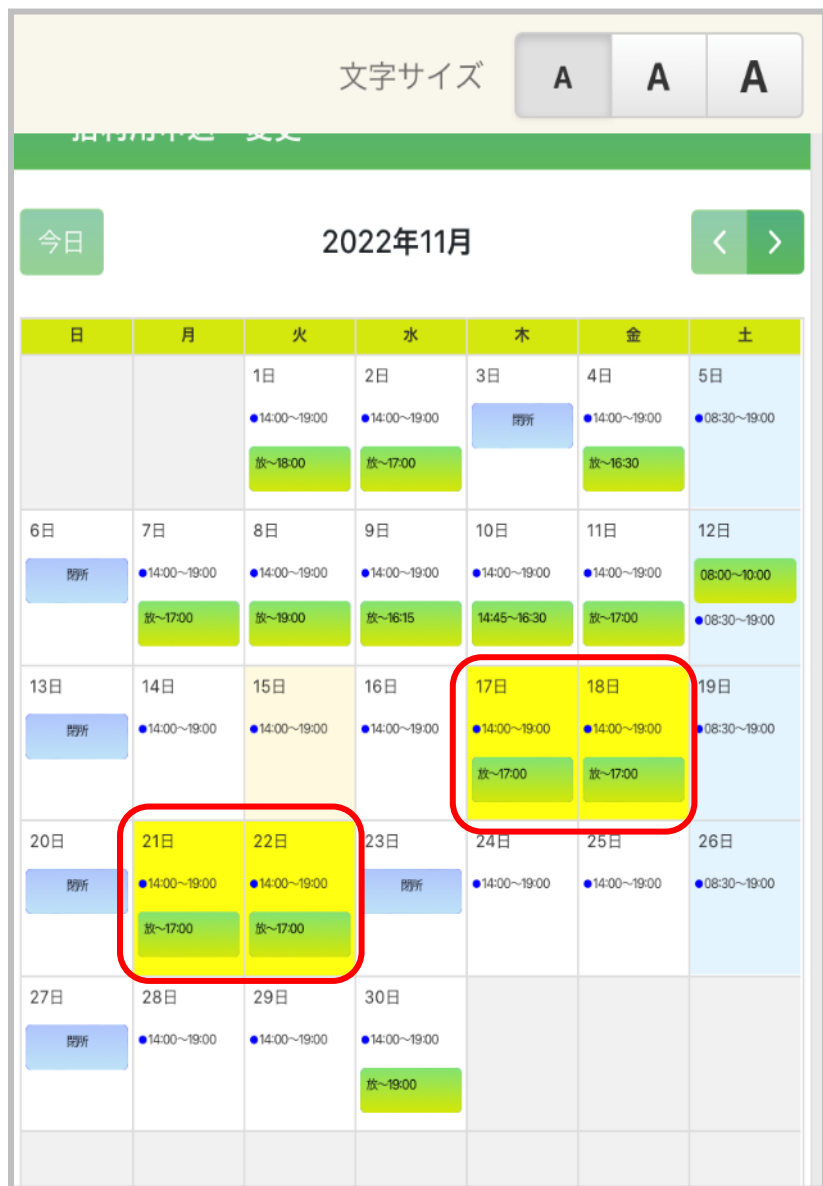 文字サイズ A A A
括利用申込 変更
今日 2022年11月
日 月 火 水 木 金 土
1日 2日 3日 4日 5日
14:00～19:00 14:00～19:00 閉所 14:00～19:00 08:30～19:00
放～18:00 放～17:00 放～16:30
6日 7日 8日 9日 10日 11日 12日
閉所 14:00～19:00 14:00～19:00 14:00～19:00 14:00～19:00 14:00～19:00 08:00～10:00
放～17:00 放～19:00 放～16:15 14:45～16:30 放～17:00 08:30～19:00
13日 14日 15日 16日 17日 18日 19日
閉所 14:00～19:00 14:00～19:00 14:00～19:00 14:00～19:00 14:00～19:00 08:30～19:00
放～17:00 放～17:00
20日 21日 22日 23日 24日 25日 26日
閉所 14:00～19:00 14:00～19:00 閉所 14:00～19:00 14:00～19:00 08:30～19:00
放～17:00 放～17:00
27日 28日 29日 30日
閉所 14:00～19:00 14:00～19:00 14:00～19:00
放～19:00